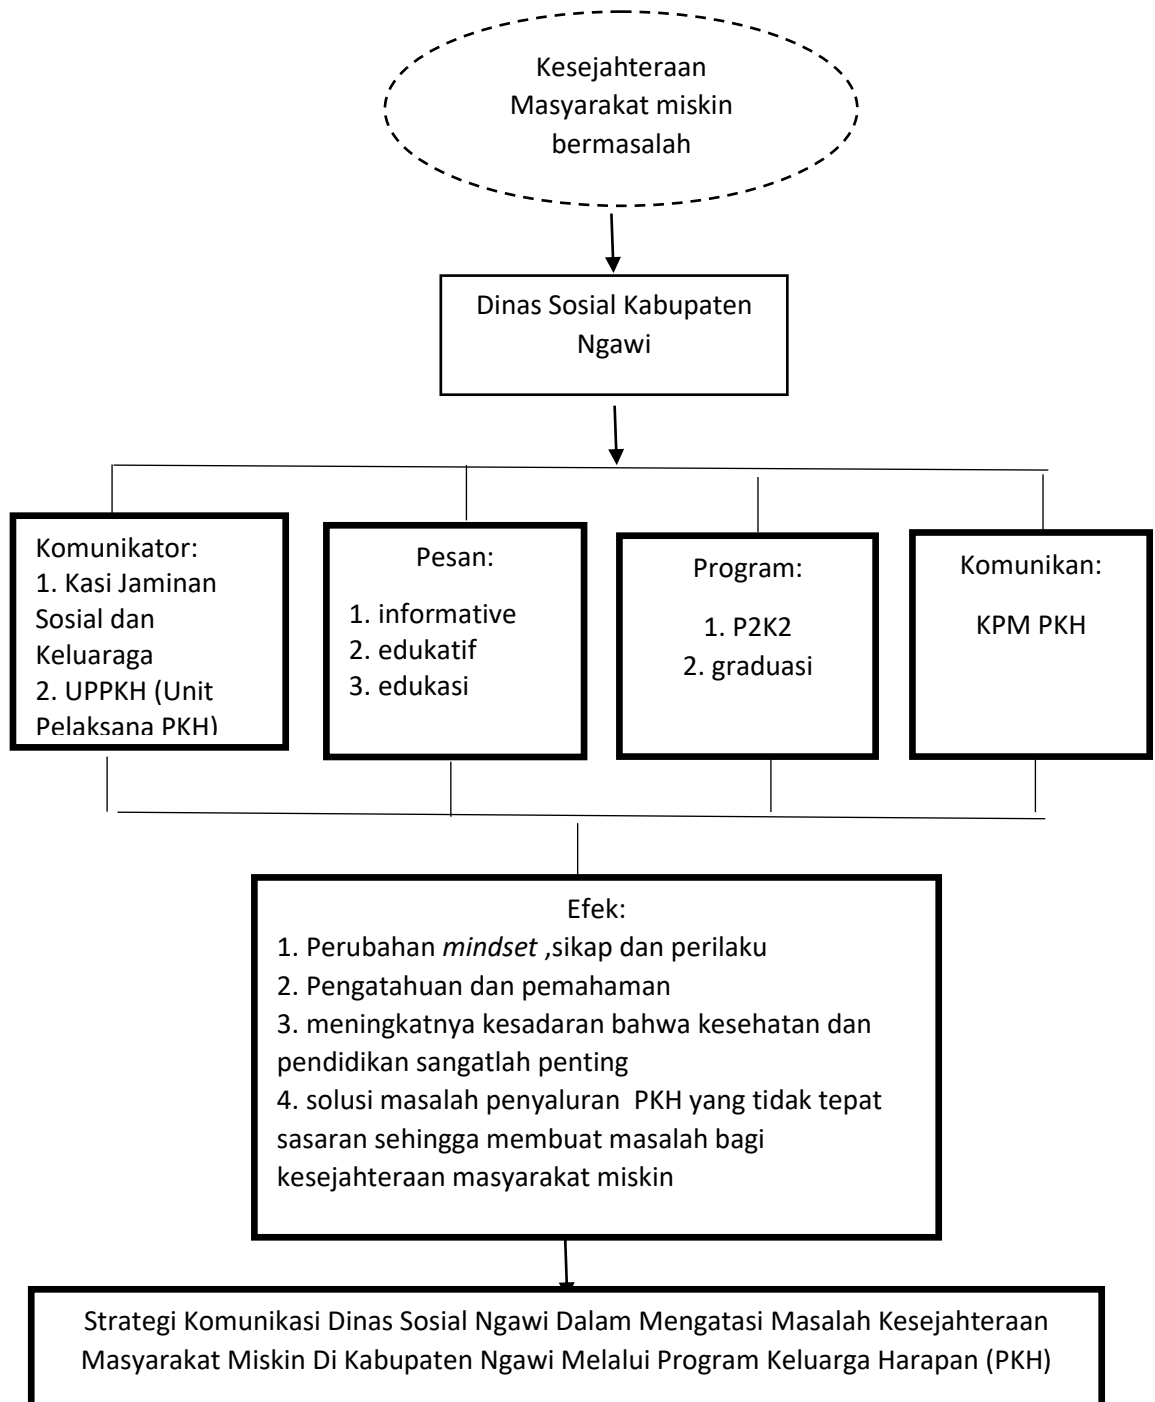 Kesejahteraan
Masyarakat miskin
bermasalah
Dinas Sosial Kabupaten
Ngawi
Komunikator:
1. Kasi Jaminan
Sosial dan
Keluaraga
2. UPPKH (Unit
Pelaksana PKH)
Pesan:
1. informative
2. edukatif
3. edukasi
Program:
1. P2K2
2. graduasi
Komunikan:
KPM PKH
Efek:
1. Perubahan mindset ,sikap dan perilaku
2. Pengatahuan dan pemahaman
3. meningkatnya kesadaran bahwa kesehatan dan
pendidikan sangatlah penting
4. solusi masalah penyaluran  PKH yang tidak tepat
sasaran sehingga membuat masalah bagi
kesejahteraan masyarakat miskin
Strategi Komunikasi Dinas Sosial Ngawi Dalam Mengatasi Masalah Kesejahteraan
Masyarakat Miskin Di Kabupaten Ngawi Melalui Program Keluarga Harapan (PKH)